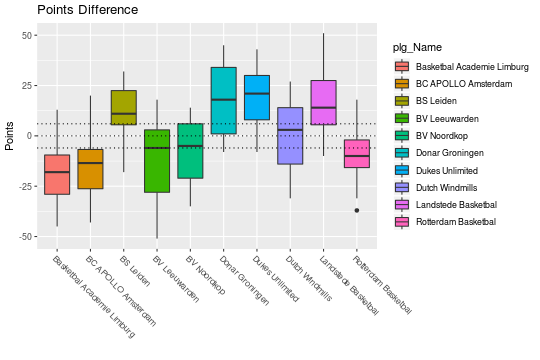 Points Difference
Points
50
25
0
-25
-50
Basketbal Academie Limburg
BC APOLLO Amsterdam
BS Leiden
BV Leeuwarden
BV Noordkop
Donar Groningen
Dukes Unlimited
Dutch Windmills
Landstede Basketbal
Rotterdam Basketbal
plg_Name
Basketbal Academie Limburg
BC APOLLO Amsterdam
BS Leiden
BV Leeuwarden
BV Noordkop
Donar Groningen
Dukes Unlimited
Dutch Windmills
Landstede Basketbal
Rotterdam Basketbal